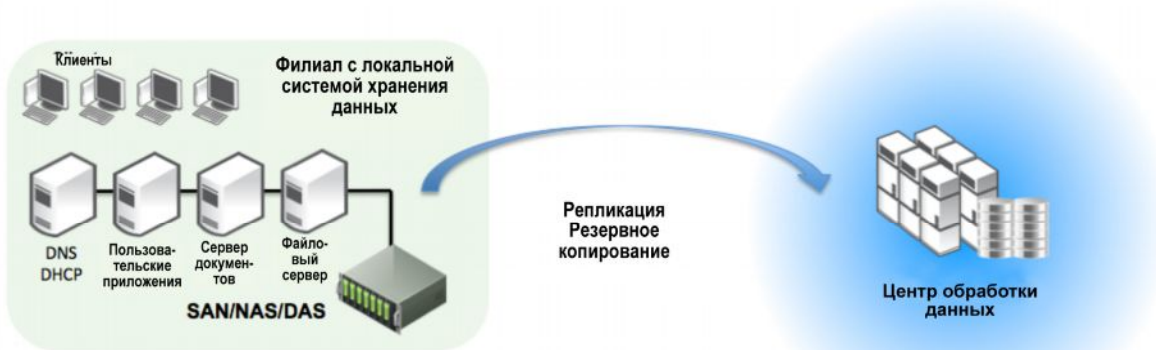 Клиенты
Филиал с локальной
системой хранения
данных
DNS
DHCP
Пользова-
тельские
приложения
Сервер
докумен-
тов
Файло-
вый
сервер
SAN/NAS/DAS
Репликация
Резервное
копирование
Центр обработки
данных